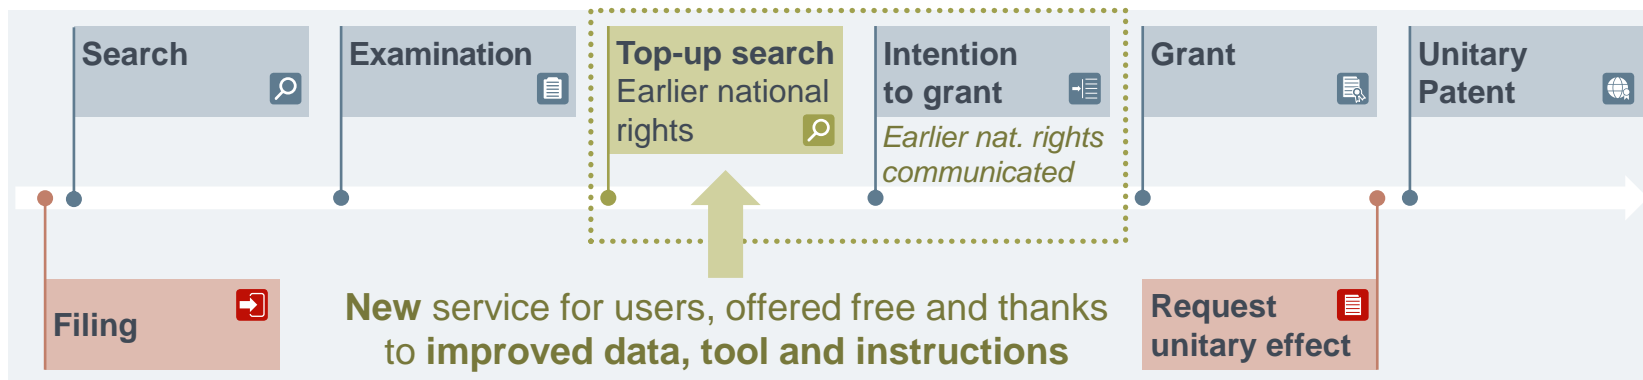 Search
Examination
Top-up search
Earlier national
rights
Intention
to grant
Earlier nat. rights
communicated
Grant
Unitary
Patent
Filing
New service for users, offered free and thanks
to improved data, tool and instructions
Request
unitary effect